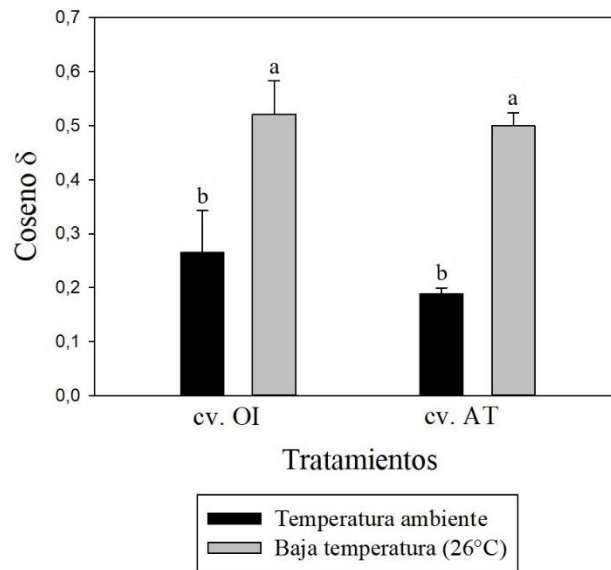 0,7
0,6
0,5
0,4
0,3
0,2
0,1
0,0
Coseno δ
b
a
b
a
cv. OI
cv. AT
Tratamientos
Temperatura ambiente
Baja temperatura (26°C)